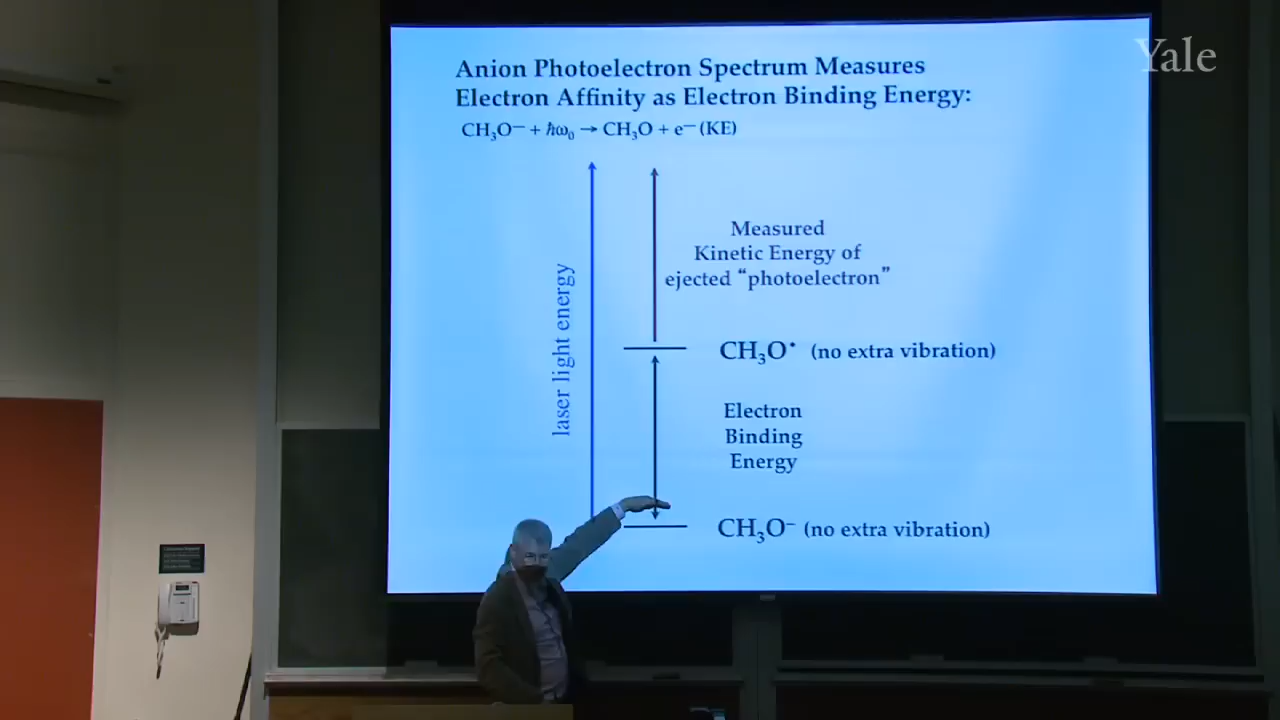 Yale
Anion Photoelectron Spectrum Measures
Electron Affinity as Electron Binding Energy:
CH₃O⁻ + ℏω₀ → CH₃O + e⁻ (KE)
laser light energy
Measured
Kinetic Energy of
ejected “photoelectron”
CH₃O• (no extra vibration)
Electron
Binding
Energy
CH₃O⁻ (no extra vibration)